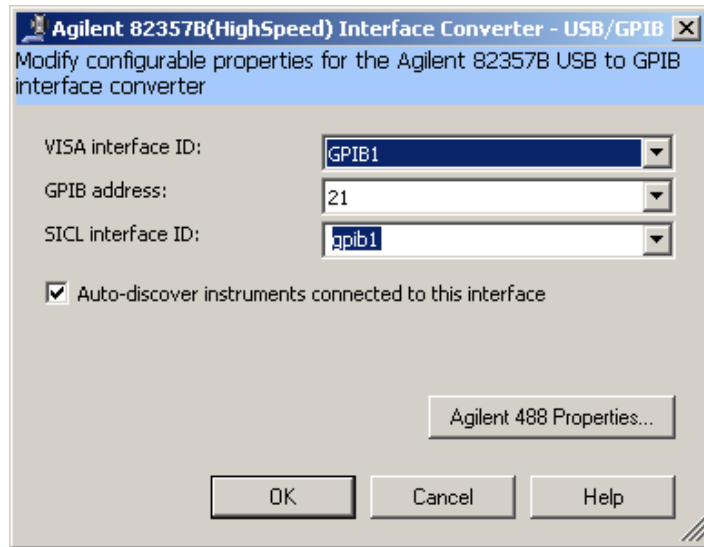 Agilent 82357B(HighSpeed) Interface Converter - USB/GPIB
Modify configurable properties for the Agilent 82357B USB to GPIB
interface converter
VISA interface ID: GPIB1
GPIB address: 21
SICL interface ID: gpib1
Auto-discover instruments connected to this interface
Agilent 488 Properties...
OK Cancel Help